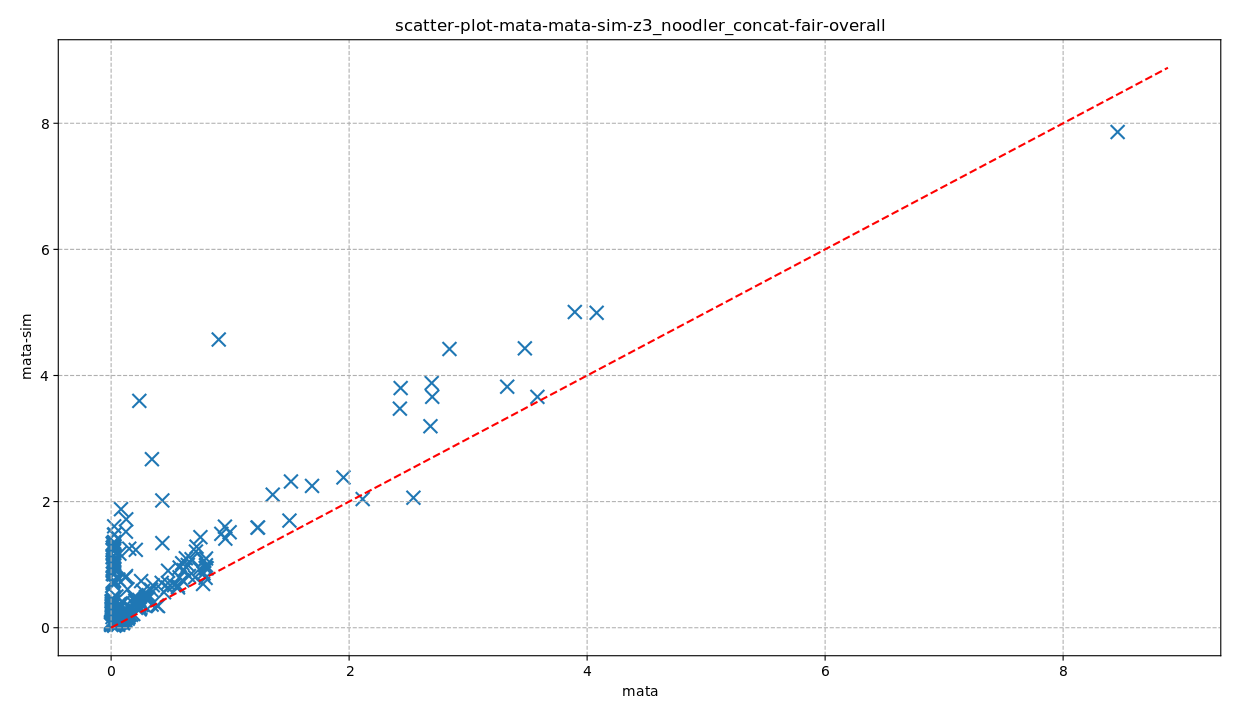 scatter-plot-mata-mata-sim-z3_noodler_concat-fair-overall
8
6
4
2
0
mata-sim
0 2 4 6 8
mata